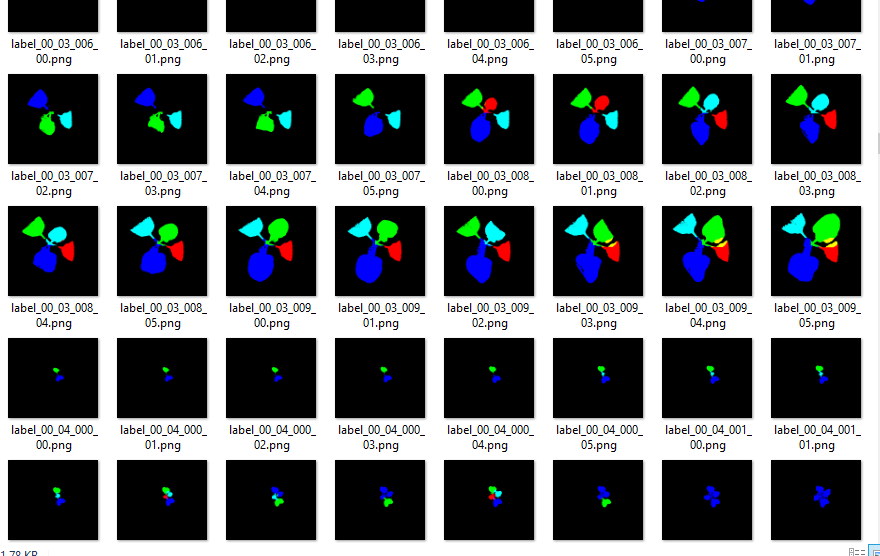 label_00_03_006_ label_00_03_006_ label_00_03_006_ label_00_03_006_ label_00_03_006_ label_00_03_006_ label_00_03_007_ label_00_03_007_
00.png 01.png 02.png 03.png 04.png 05.png 00.png 01.png
label_00_03_007_ label_00_03_007_ label_00_03_007_ label_00_03_007_ label_00_03_008_ label_00_03_008_ label_00_03_008_ label_00_03_008_
02.png 03.png 04.png 05.png 00.png 01.png 02.png 03.png
label_00_03_008_ label_00_03_008_ label_00_03_009_ label_00_03_009_ label_00_03_009_ label_00_03_009_ label_00_03_009_ label_00_03_009_
04.png 05.png 00.png 01.png 02.png 03.png 04.png 05.png
label_00_04_000_ label_00_04_000_ label_00_04_000_ label_00_04_000_ label_00_04_000_ label_00_04_000_ label_00_04_001_ label_00_04_001_
00.png 01.png 02.png 03.png 04.png 05.png 00.png 01.png
1.78 KB